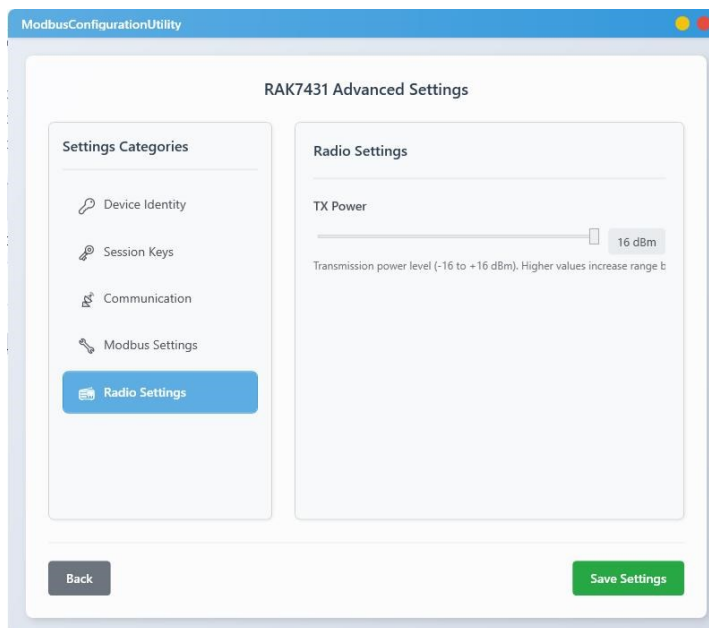 ModbusConfigurationUtility
RAK7431 Advanced Settings
Settings Categories
Device Identity
Session Keys
Communication
Modbus Settings
Radio Settings
Radio Settings
TX Power
16 dBm
Transmission power level (-16 to +16 dBm). Higher values increase range b
Back
Save Settings